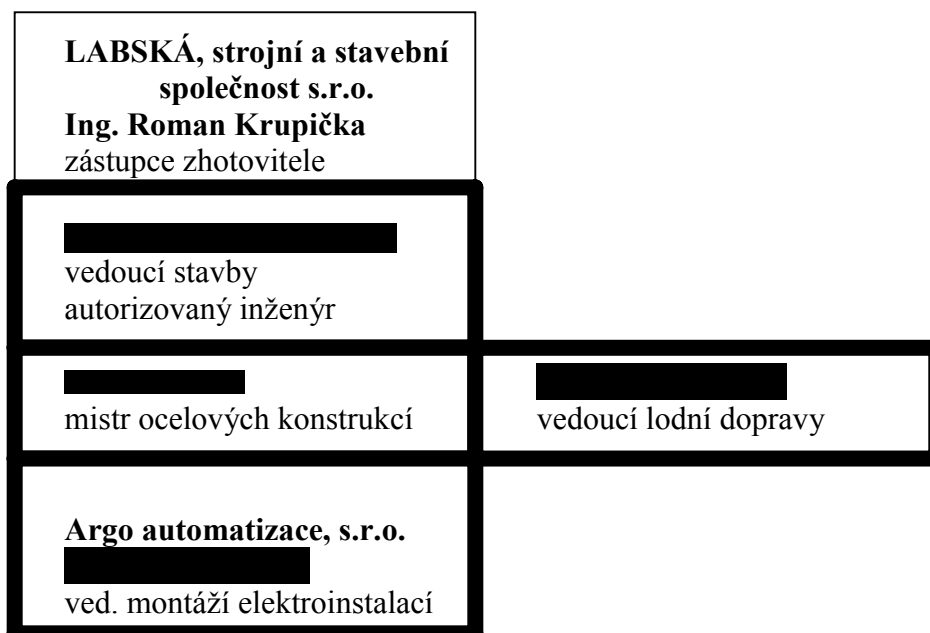 LABSKÁ, strojní a stavební
společnost s.r.o.
Ing. Roman Krupička
zástupce zhotovitele
vedoucí stavby
autorizovaný inženýr
mistr ocelových konstrukcí
vedoucí lodní dopravy
Argo automatizace, s.r.o.
ved. montáží elektroinstalací